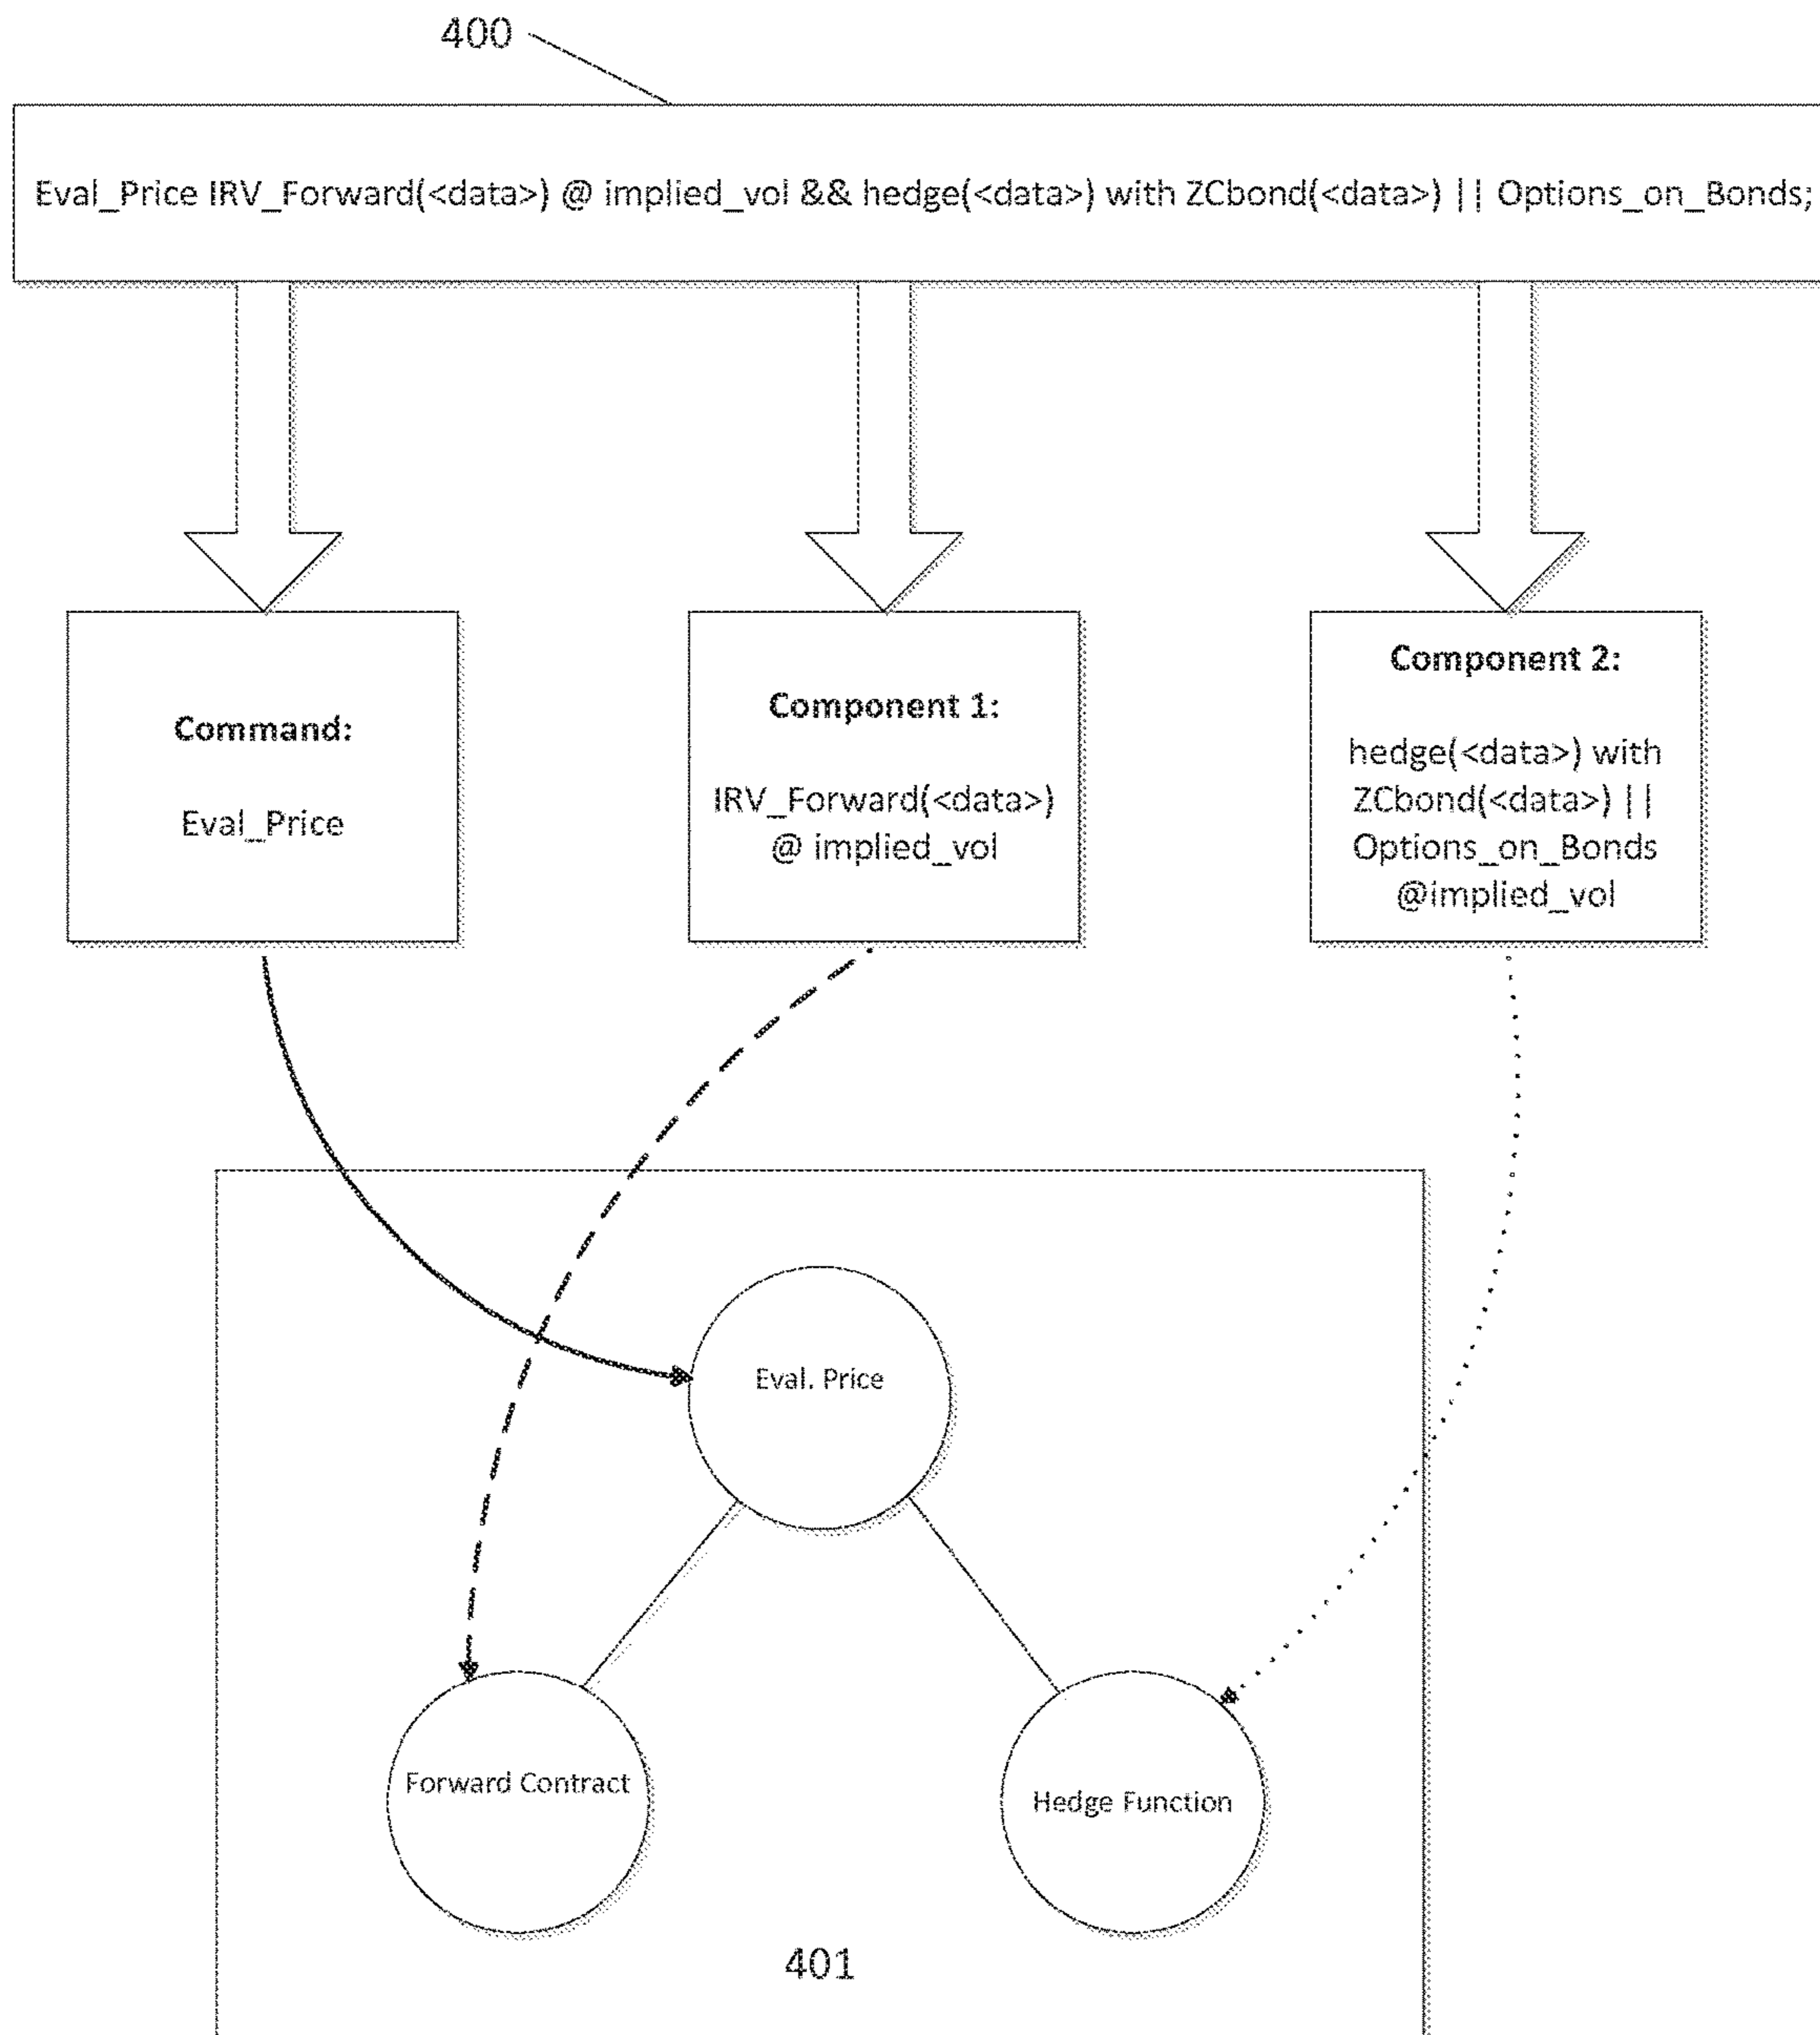 400
Eval_Price IRV_Forward(<data>) @ implied_vol && hedge(<data>) with ZCbond(<data>) || Options_on_Bonds;
Command:
Eval_Price
Component 1:
IRV_Forward(<data>)
@ implied_vol
Component 2:
hedge(<data>) with
ZCbond(<data>) ||
Options_on_Bonds
@implied_vol
Eval. Price
Forward Contract
Hedge Function
401